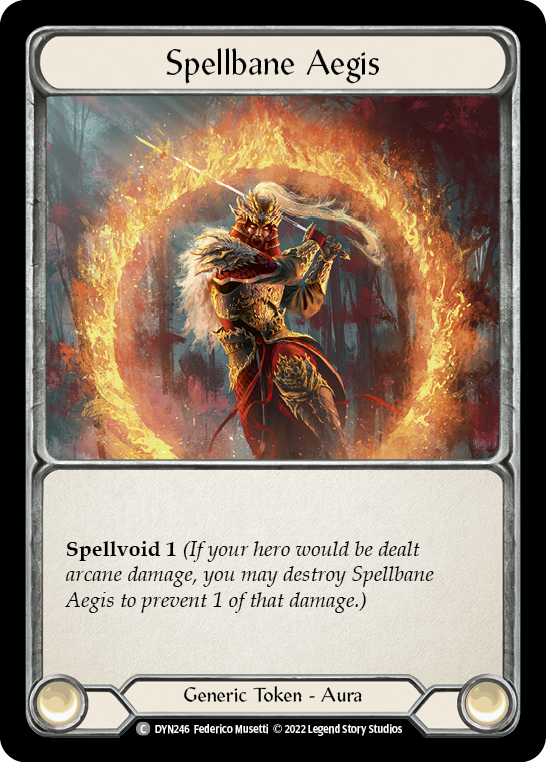 Spellbane Aegis
Spellvoid 1 (If your hero would be dealt
arcane damage, you may destroy Spellbane
Aegis to prevent 1 of that damage.)
Generic Token - Aura
C DYN246 Federico Musetti © 2022 Legend Story Studios